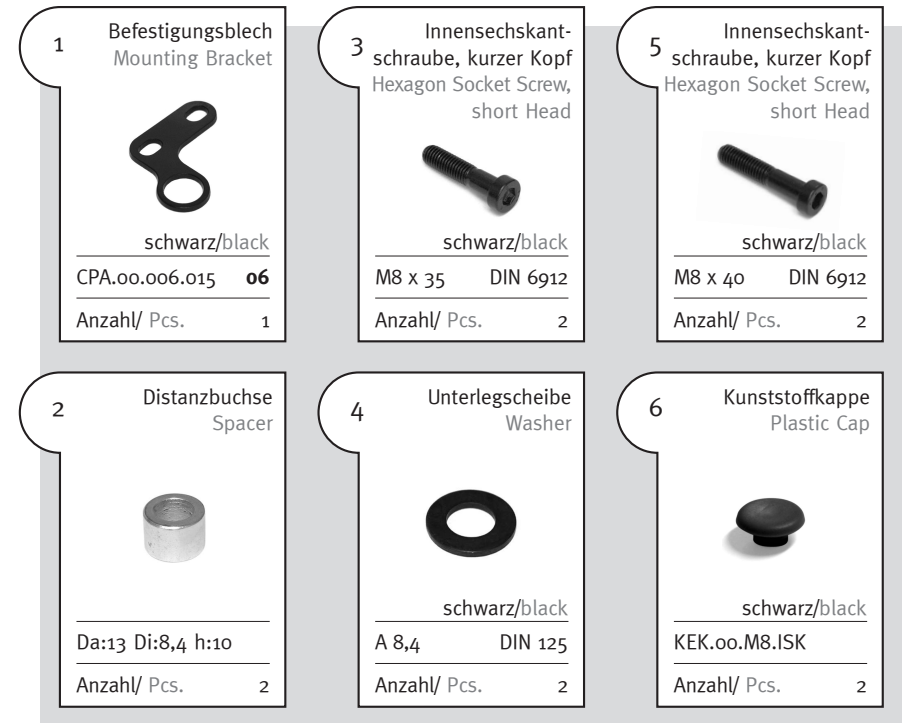 1
Befestigungsblech
Mounting Bracket
schwarz/black
CPA.00.006.015 06
Anzahl/ Pcs. 1
2
Distanzbuchse
Spacer
Da:13 Di:8,4 h:10
Anzahl/ Pcs. 2
3
Innensechskant-
schraube, kurzer Kopf
Hexagon Socket Screw,
short Head
schwarz/black
M8 x 35 DIN 6912
Anzahl/ Pcs. 2
4
Unterlegscheibe
Washer
schwarz/black
A 8,4 DIN 125
Anzahl/ Pcs. 2
5
Innensechskant-
schraube, kurzer Kopf
Hexagon Socket Screw,
short Head
schwarz/black
M8 x 40 DIN 6912
Anzahl/ Pcs. 2
6
Kunststoffkappe
Plastic Cap
schwarz/black
KEK.00.M8.ISK
Anzahl/ Pcs. 2